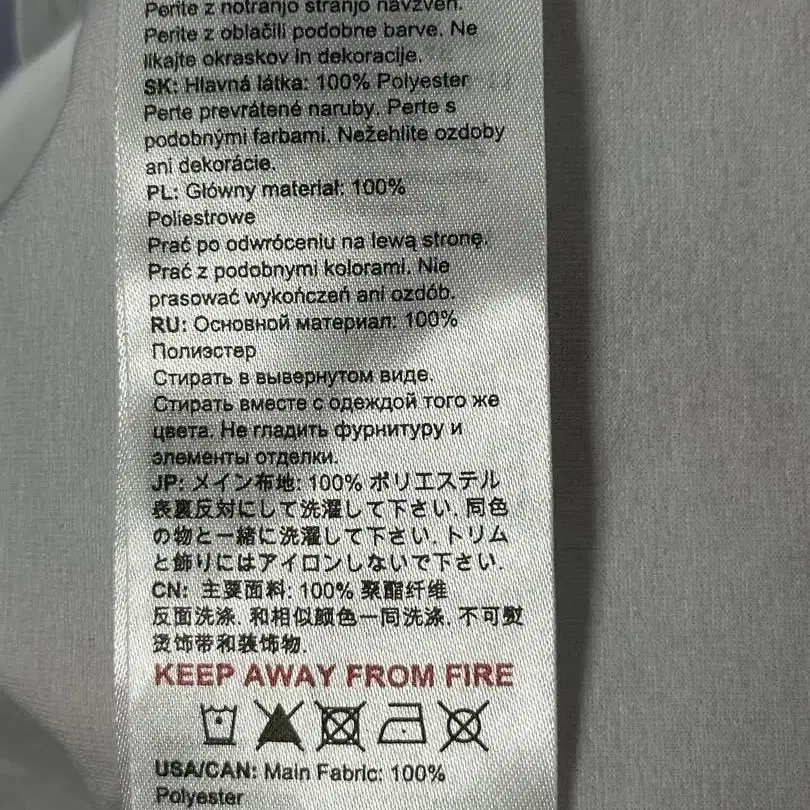 Perite z notranjo stranjo navzven.
Perite z oblačili podobne barve. Ne
likajte okraskov in dekoracije.
SK: Hlavná látka: 100% Polyester
Perte prevrátené naruby. Perte s
podobnými farbami. Nežehlite ozdoby
ani dekorácie.
PL: Główny materiał: 100%
Poliestrowe
Prać po odwróceniu na lewą stronę.
Prać z podobnymi kolorami. Nie
prasować wykończeń ani ozdób.
RU: Основной материал: 100%
Полиэстер
Стирать в вывернутом виде.
Стирать вместе с одеждой того же
цвета. Не гладить фурнитуру и
элементы отделки.
JP: メイン布地: 100% ポリエステル
表裏反対にして洗濯して下さい. 同色
の物と一緒に洗濯して下さい. トリム
と飾りにはアイロンしないで下さい.
CN: 主要面料: 100% 聚酯纤维
反面洗涤. 和相似颜色一同洗涤. 不可熨
烫饰带和装饰物.
KEEP AWAY FROM FIRE
USA/CAN: Main Fabric: 100%
Polyester